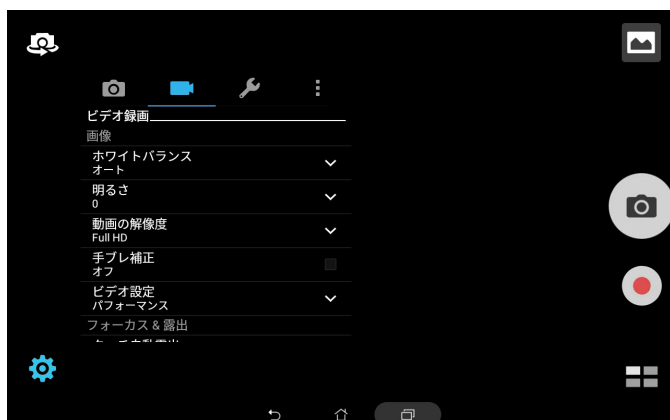 ビデオ録画
画像
ホワイトバランス
オート
明るさ
0
動画の解像度
Full HD
手ブレ補正
オフ
ビデオ設定
パフォーマンス
フォーカス & 露出